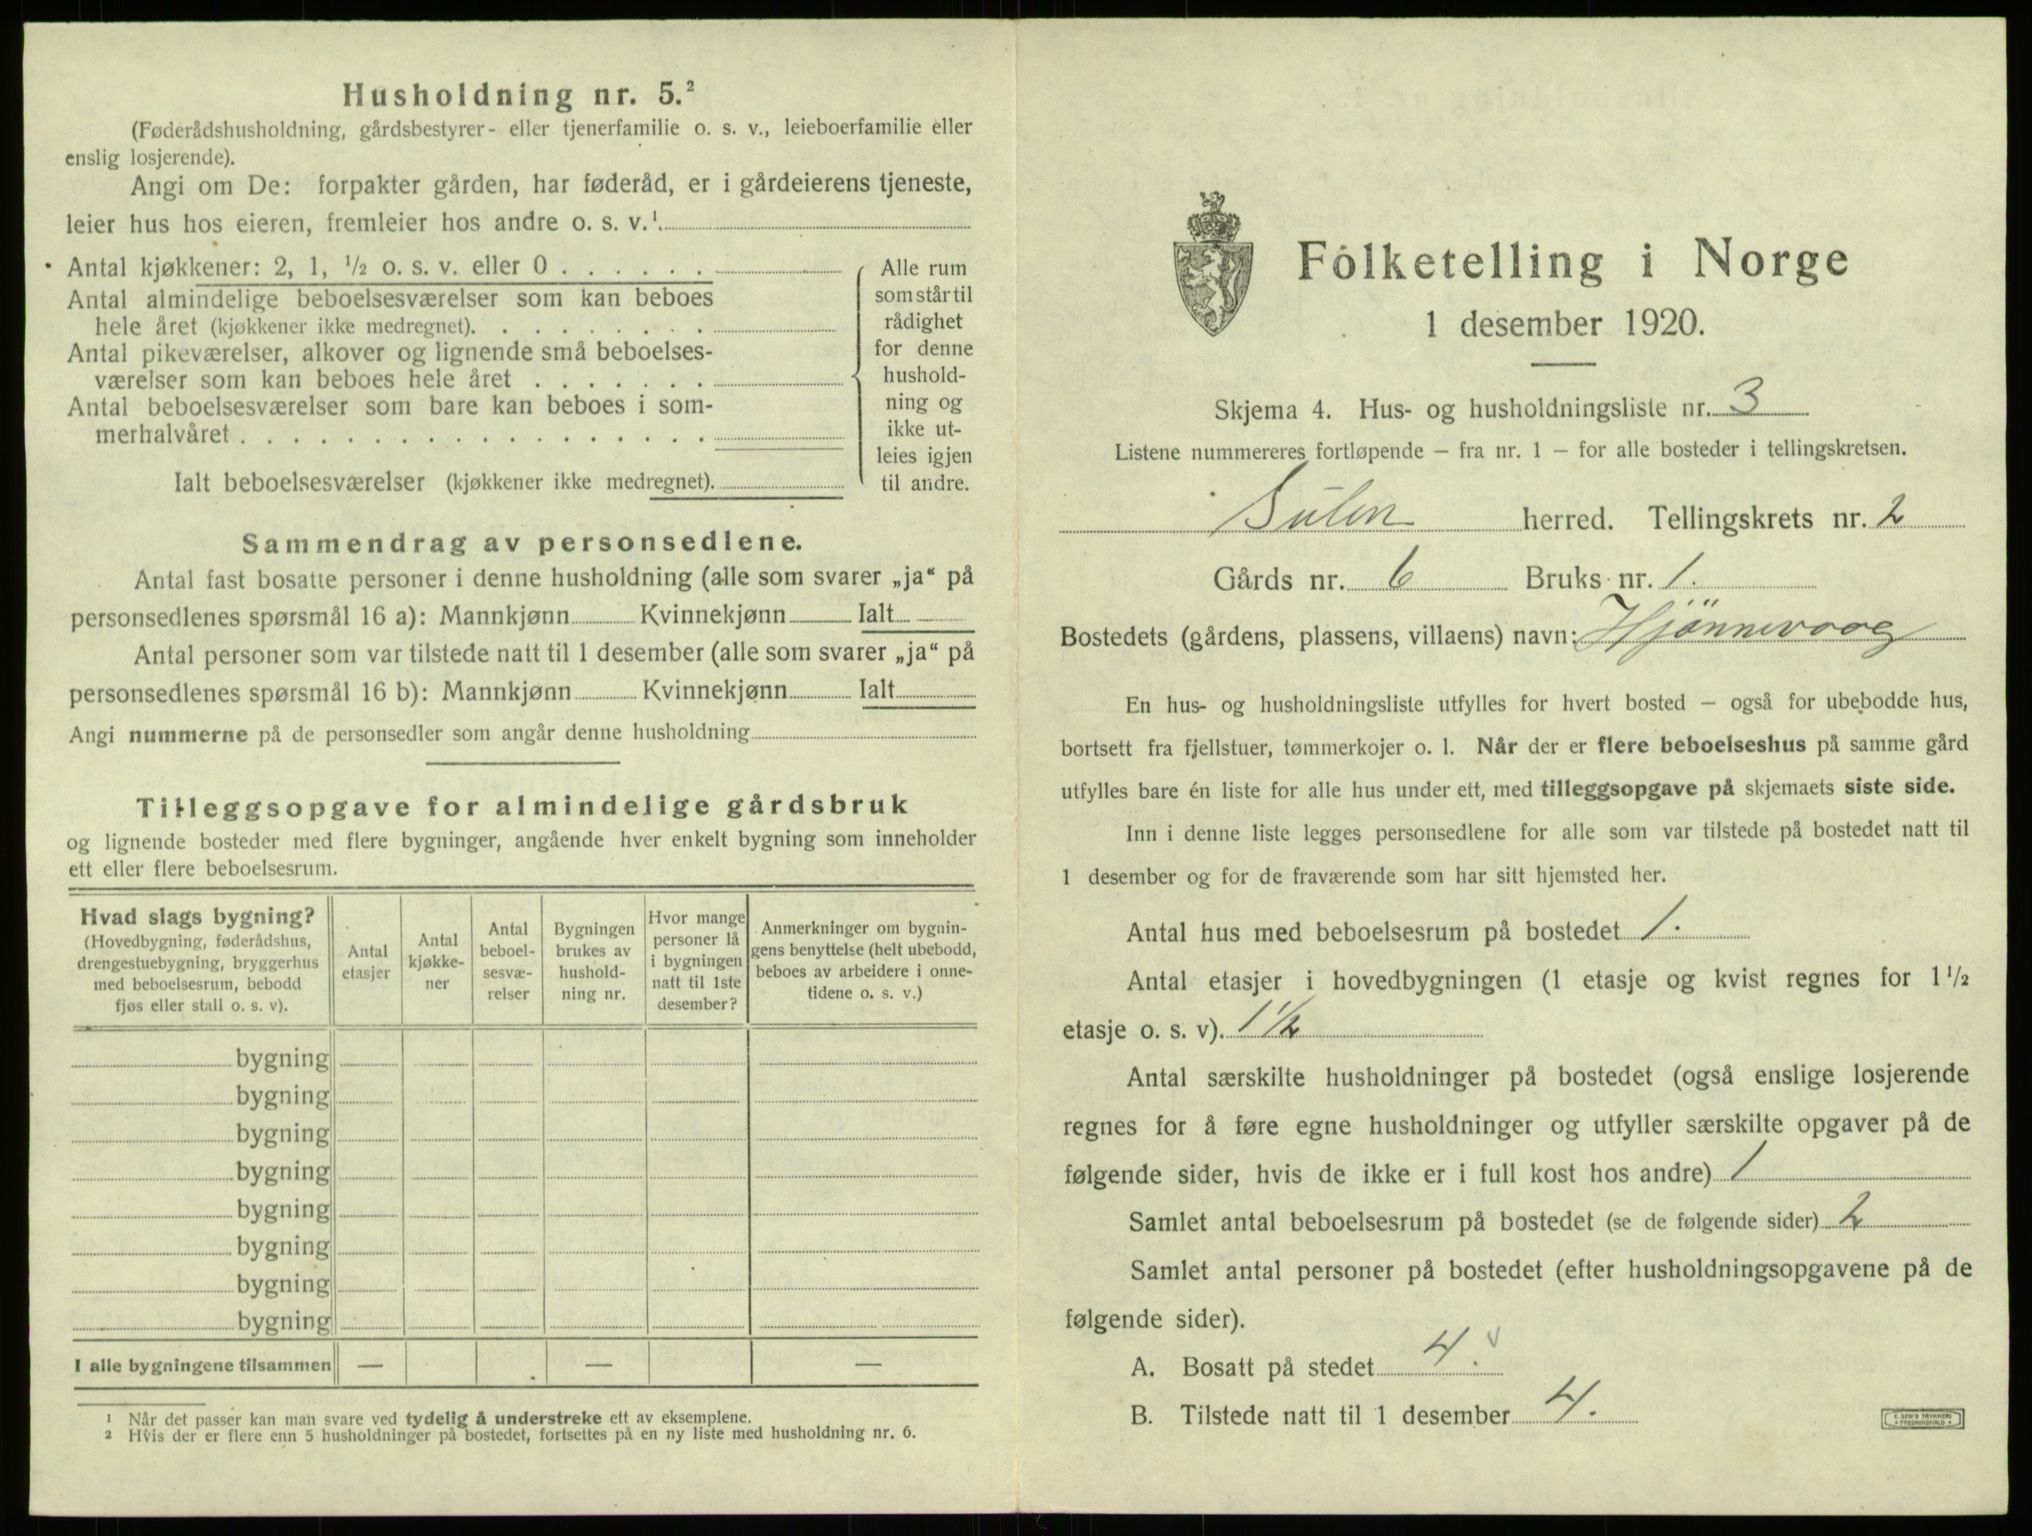 Husholdning nr. 5.²
(Føderådshusholdning, gårdsbestyrer- eller tjenerfamilie o. s. v., leieboerfamilie eller
enslig losjerende).
Angi om De: forpakter gården, har føderåd, er i gårdeierens tjeneste,
leier hus hos eieren, fremleier hos andre o. s. v.¹
Antal kjøkkener: 2, 1, ½ o. s. v. eller 0 . . . . . .
Antal almindelige beboelsesværelser som kan beboes
hele året (kjøkkener ikke medregnet). . . . . . . . .
Antal pikeværelser, alkover og lignende små beboelses-
værelser som kan beboes hele året . . . . . . .
Antal beboelsesværelser som bare kan beboes i som-
merhalvåret . . . . . . . . . . . . . . . . . .
Ialt beboelsesværelser (kjøkkener ikke medregnet).
Alle rum
som står til
rådighet
for denne
hushold-
ning og
ikke ut-
leies igjen
til andre.
Sammendrag av personsedlene.
Antal fast bosatte personer i denne husholdning (alle som svarer „ja“ på
personsedlenes spørsmål 16 a): Mannkjønn Kvinnekjønn Ialt
Antal personer som var tilstede natt til 1 desember (alle som svarer „ja“ på
personsedlenes spørsmål 16 b): Mannkjønn Kvinnekjønn Ialt
Angi nummerne på de personsedler som angår denne husholdning
Tilleggsopgave for almindelige gårdsbruk
og lignende bosteder med flere bygninger, angående hver enkelt bygning som inneholder
ett eller flere beboelsesrum.
Hvad slags bygning?
(Hovedbygning, føderådshus,
drengestuebygning, bryggerhus
med beboelsesrum, bebodd
fjøs eller stall o. s. v).
Antal
etasjer
Antal
kjøkke-
ner
Antal
beboel-
sesvæ-
relser
Bygningen
brukes av
hushold-
ning nr.
Hvor mange
personer lå
i bygningen
natt til 1ste
desember?
Anmerkninger om bygnin-
gens benyttelse (helt ubebodd,
beboes av arbeidere i onne-
tidene o. s. v.)
bygning
bygning
bygning
bygning
bygning
bygning
bygning
bygning
I alle bygningene tilsammen — — —
¹ Når det passer kan man svare ved tydelig å understreke ett av eksemplene.
² Hvis der er flere enn 5 husholdninger på bostedet, fortsettes på en ny liste med husholdning nr. 6.
Folketelling i Norge
1 desember 1920.
Skjema 4. Hus- og husholdningsliste nr. 3
Listene nummereres fortløpende – fra nr. 1 – for alle bosteder i tellingskretsen.
Sulen herred. Tellingskrets nr. 2
Gårds nr. 6 Bruks nr. 1.
Bostedets (gårdens, plassens, villaens) navn: Hjönnevaag
En hus- og husholdningsliste utfylles for hvert bosted – også for ubebodde hus,
bortsett fra fjellstuer, tømmerkojer o. l. Når der er flere beboelseshus på samme gård
utfylles bare én liste for alle hus under ett, med tilleggsopgave på skjemaets siste side.
Inn i denne liste legges personsedlene for alle som var tilstede på bostedet natt til
1 desember og for de fraværende som har sitt hjemsted her.
Antal hus med beboelsesrum på bostedet 1.
Antal etasjer i hovedbygningen (1 etasje og kvist regnes for 1½
etasje o. s. v). 1½
Antal særskilte husholdninger på bostedet (også enslige losjerende
regnes for å føre egne husholdninger og utfyller særskilte opgaver på de
følgende sider, hvis de ikke er i full kost hos andre) 1
Samlet antal beboelsesrum på bostedet (se de følgende sider) 2
Samlet antal personer på bostedet (efter husholdningsopgavene på de
følgende sider).
A. Bosatt på stedet 4. v
B. Tilstede natt til 1 desember 4.